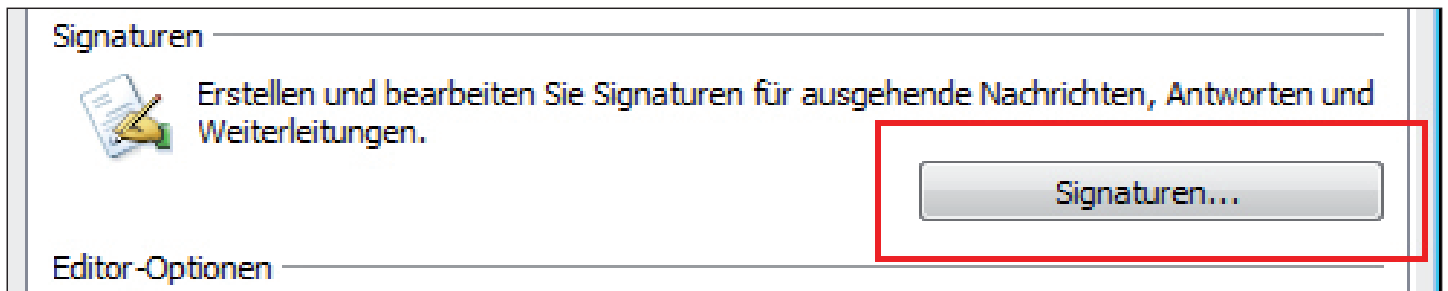 Signaturen
Erstellen und bearbeiten Sie Signaturen für ausgehende Nachrichten, Antworten und
Weiterleitungen.
Signaturen...
Editor-Optionen